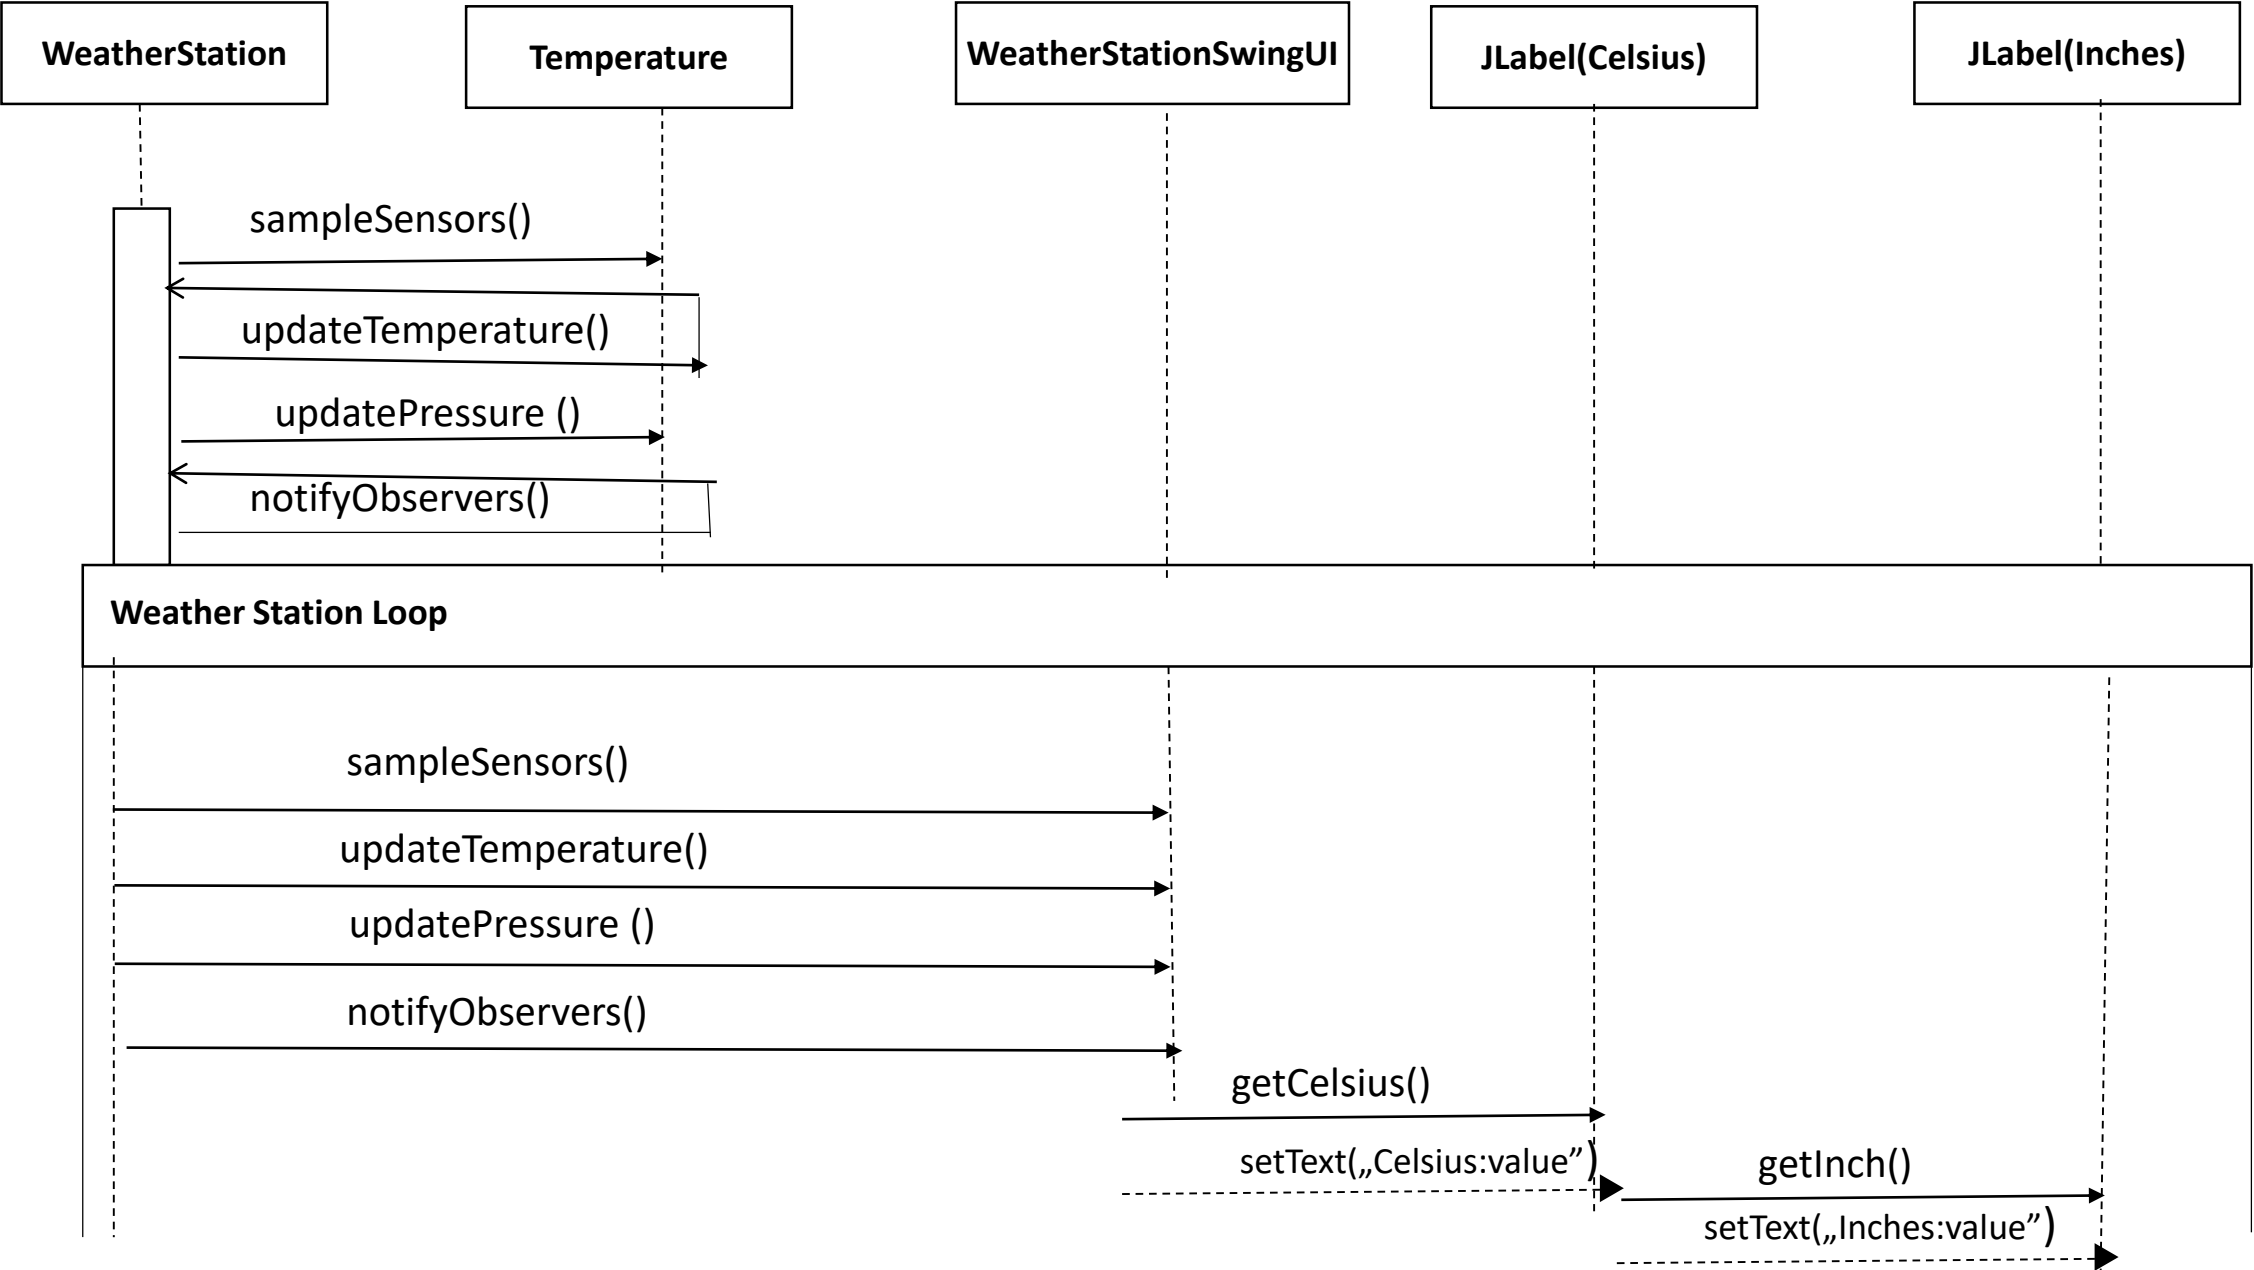 WeatherStation
Temperature
WeatherStationSwingUI
JLabel(Celsius)
JLabel(Inches)
sampleSensors()
updateTemperature()
updatePressure ()
notifyObservers()
Weather Station Loop
sampleSensors()
updateTemperature()
updatePressure ()
notifyObservers()
getCelsius()
setText(„Celsius:value”)
getInch()
setText(„Inches:value”)